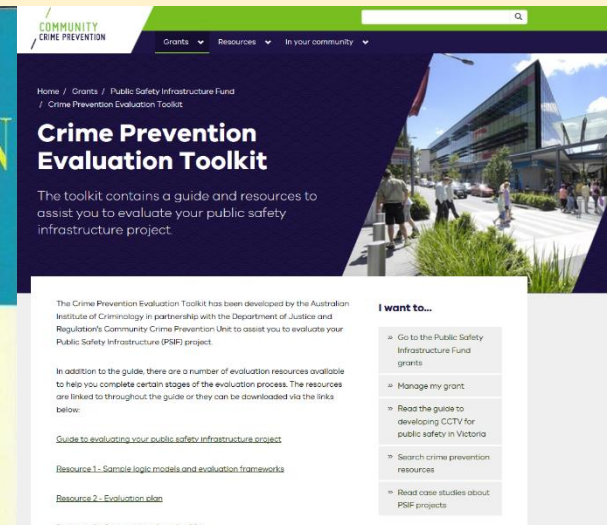 COMMUNITY
CRIME PREVENTION
Grants
Resources
In your community
Home / Grants / Public Safety Infrastructure Fund
/ Crime Prevention Evaluation Toolkit
Crime Prevention
Evaluation Toolkit
The toolkit contains a guide and resources to
assist you to evaluate your public safety
infrastructure project.
The Crime Prevention Evaluation Toolkit has been developed by the Australian
Institute of Criminology in partnership with the Department of Justice and
Regulation's Community Crime Prevention Unit to assist you to evaluate your
Public Safety Infrastructure (PSIF) project.
In addition to the guide, there are a number of evaluation resources available
to help you complete certain stages of the evaluation process. The resources
are linked to throughout the guide or they can be downloaded via the links
below:
Guide to evaluating your public safety infrastructure project
Resource 1 - Sample logic models and evaluation frameworks
Resource 2 - Evaluation plan
I want to...
» Go to the Public Safety
Infrastructure Fund
grants
» Manage my grant
» Read the guide to
developing CCTV for
public safety in Victoria
» Search crime prevention
resources
» Read case studies about
PSIF projects